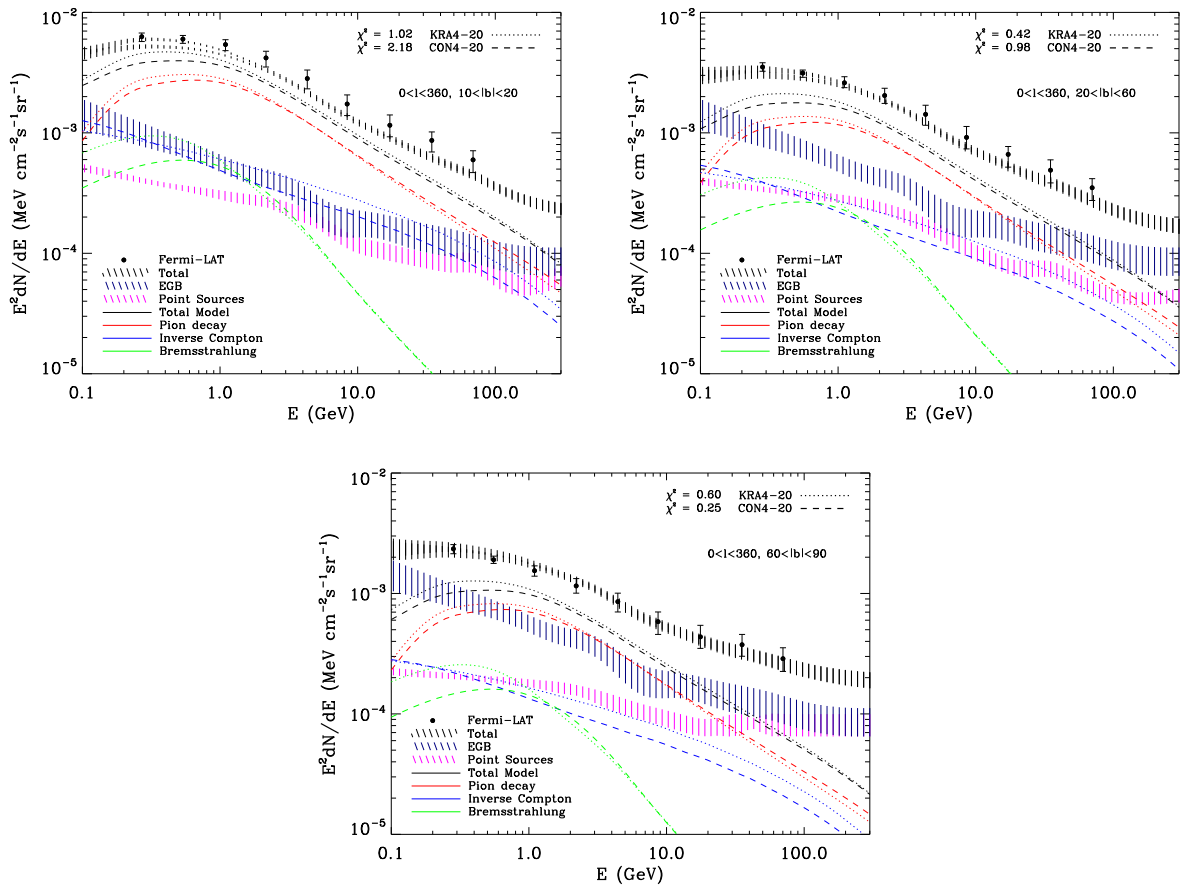 χ² = 1.02 KRA4-20
χ² = 2.18 CON4-20
0<l<360, 10<|b|<20
10⁻²
10⁻³
10⁻⁴
10⁻⁵
E²dN/dE (MeV cm⁻²s⁻¹sr⁻¹)
Fermi-LAT
Total
EGB
Point Sources
Total Model
Pion decay
Inverse Compton
Bremsstrahlung
0.1 1.0 10.0 100.0
E (GeV)
χ² = 0.42 KRA4-20
χ² = 0.98 CON4-20
0<l<360, 20<|b|<60
10⁻²
10⁻³
10⁻⁴
10⁻⁵
E²dN/dE (MeV cm⁻²s⁻¹sr⁻¹)
Fermi-LAT
Total
EGB
Point Sources
Total Model
Pion decay
Inverse Compton
Bremsstrahlung
0.1 1.0 10.0 100.0
E (GeV)
χ² = 0.60 KRA4-20
χ² = 0.25 CON4-20
0<l<360, 60<|b|<90
10⁻²
10⁻³
10⁻⁴
10⁻⁵
E²dN/dE (MeV cm⁻²s⁻¹sr⁻¹)
Fermi-LAT
Total
EGB
Point Sources
Total Model
Pion decay
Inverse Compton
Bremsstrahlung
0.1 1.0 10.0 100.0
E (GeV)